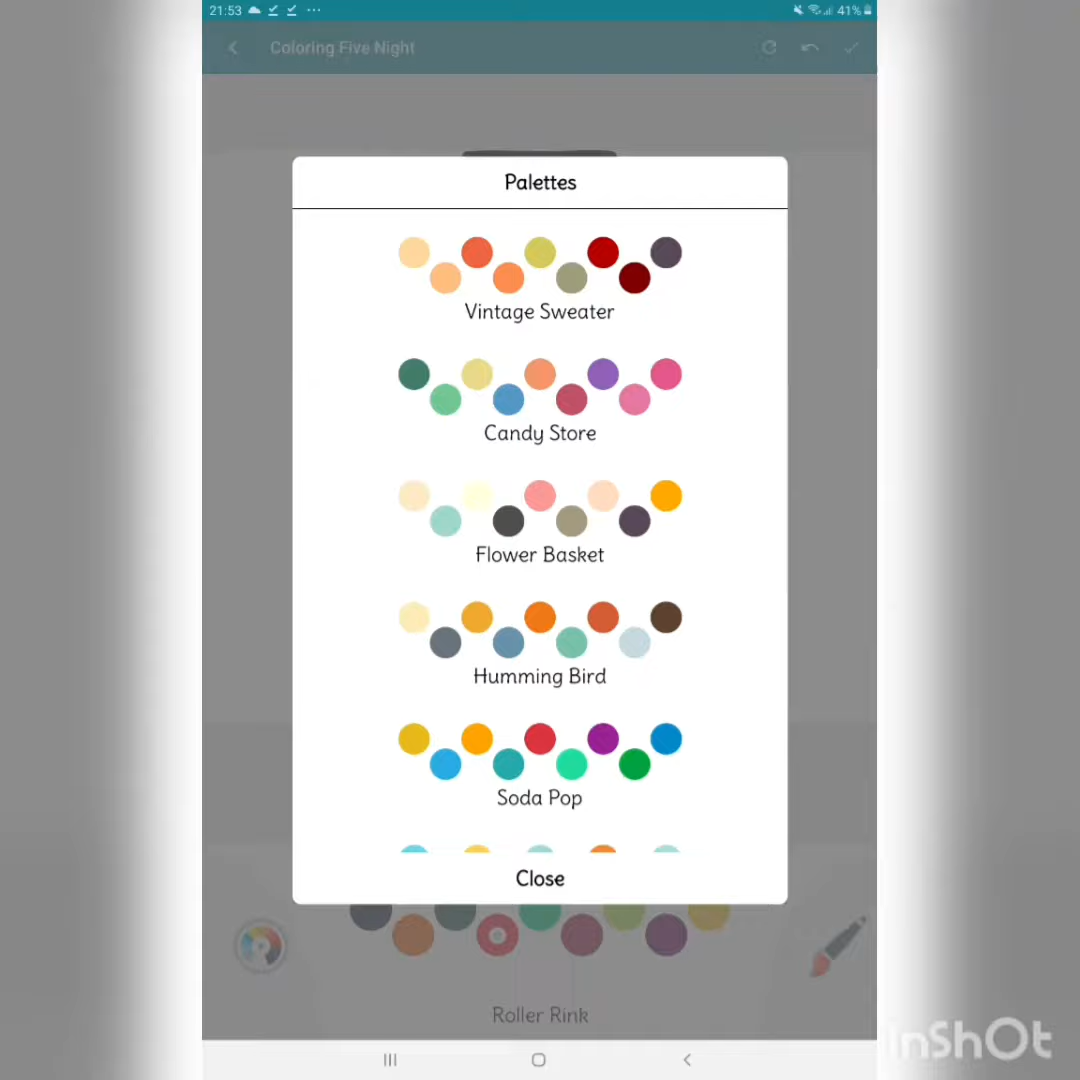 21:53
41%
Coloring Five Night
Palettes
Vintage Sweater
Candy Store
Flower Basket
Humming Bird
Soda Pop
Close
Roller Rink
InShOt